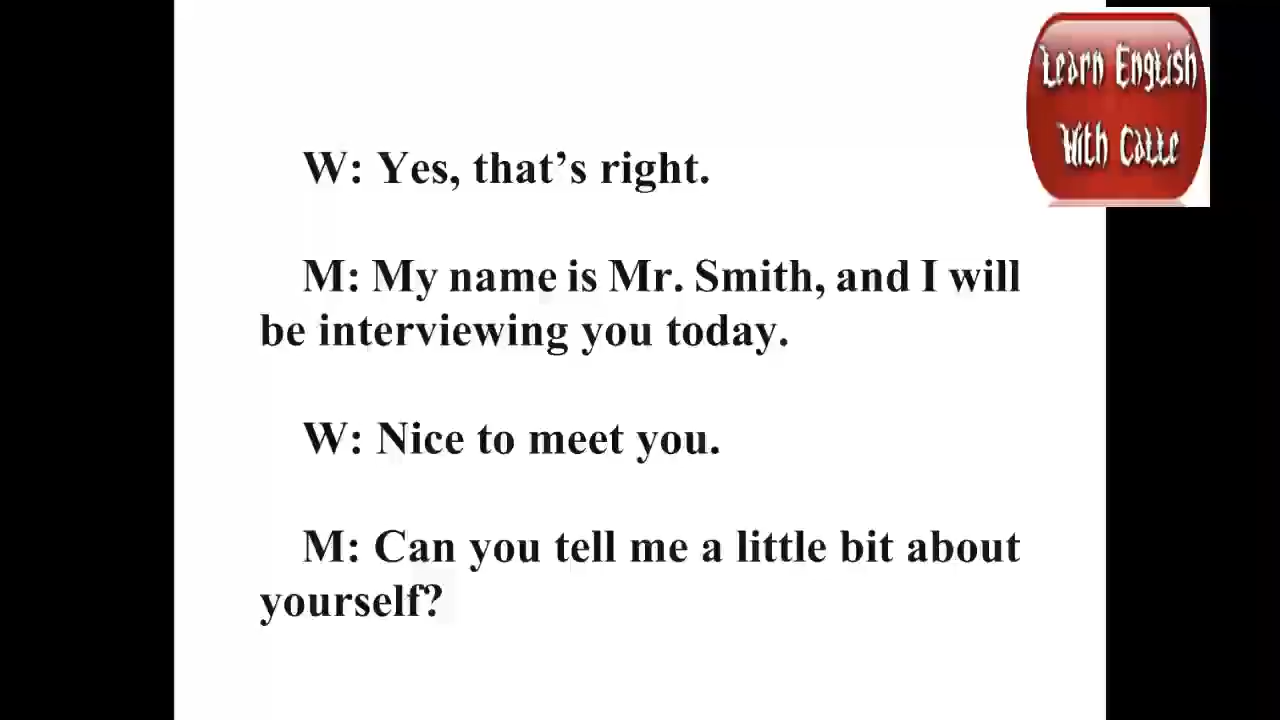 Learn English
With Catte
W: Yes, that’s right.
M: My name is Mr. Smith, and I will
be interviewing you today.
W: Nice to meet you.
M: Can you tell me a little bit about
yourself?